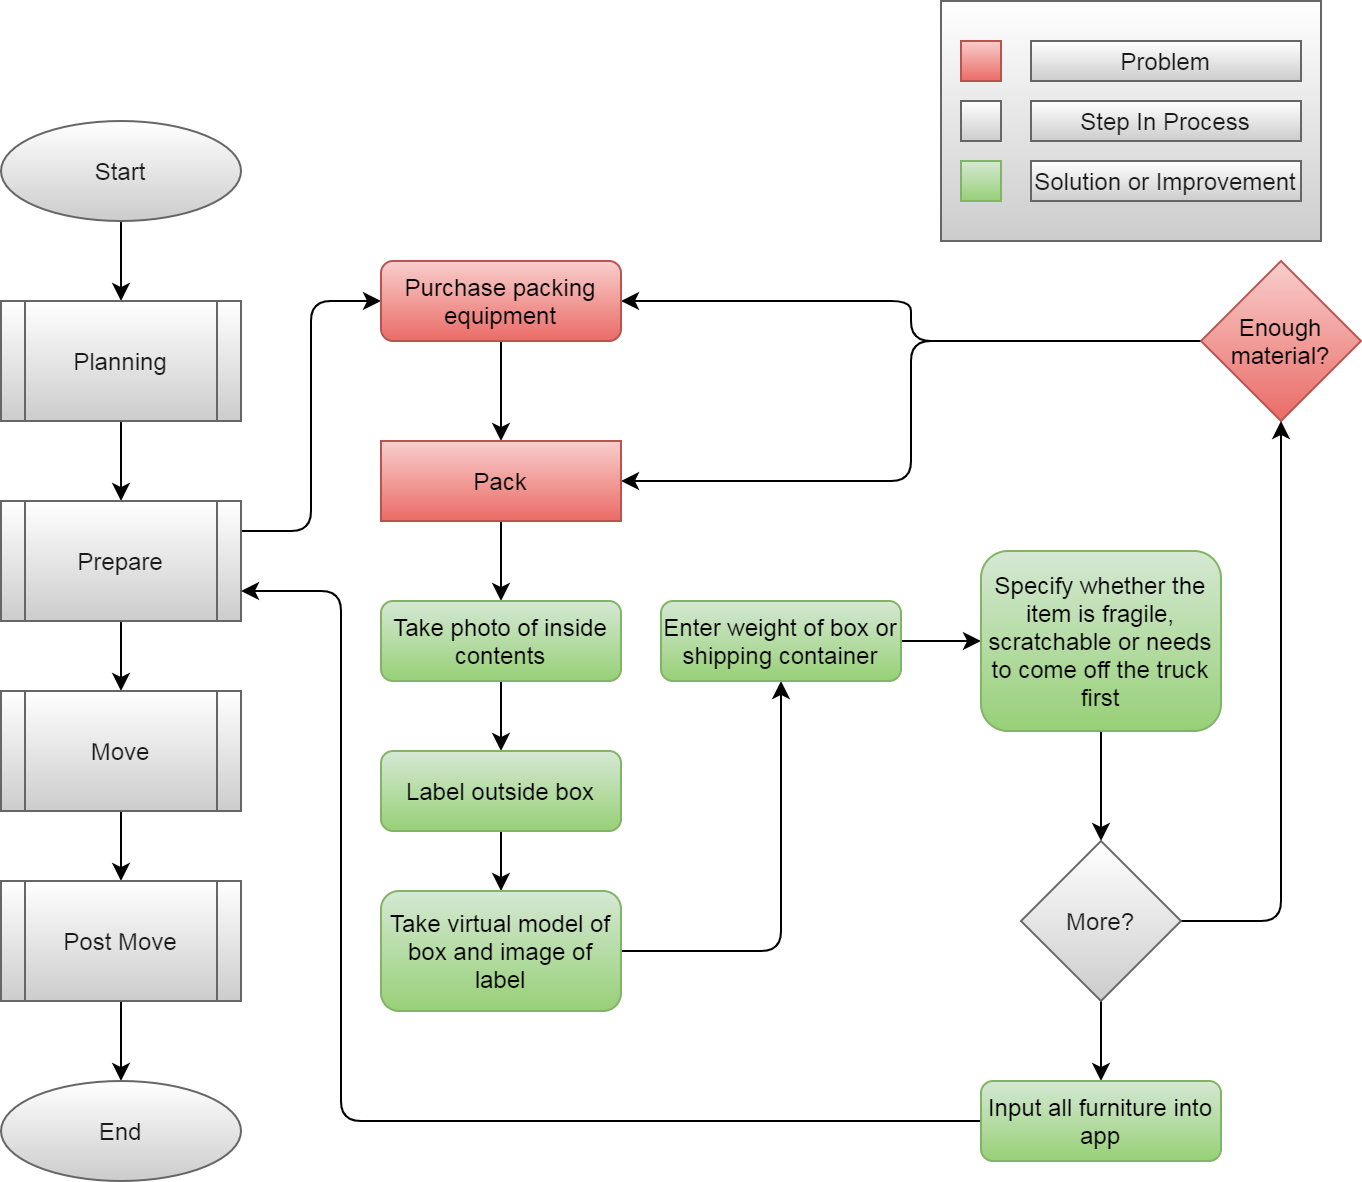 Problem
Step In Process
Solution or Improvement
Start
Planning
Prepare
Move
Post Move
End
Purchase packing
equipment
Pack
Take photo of inside
contents
Label outside box
Take virtual model of
box and image of
label
Enter weight of box or
shipping container
Specify whether the
item is fragile,
scratchable or needs
to come off the truck
first
More?
Enough
material?
Input all furniture into
app